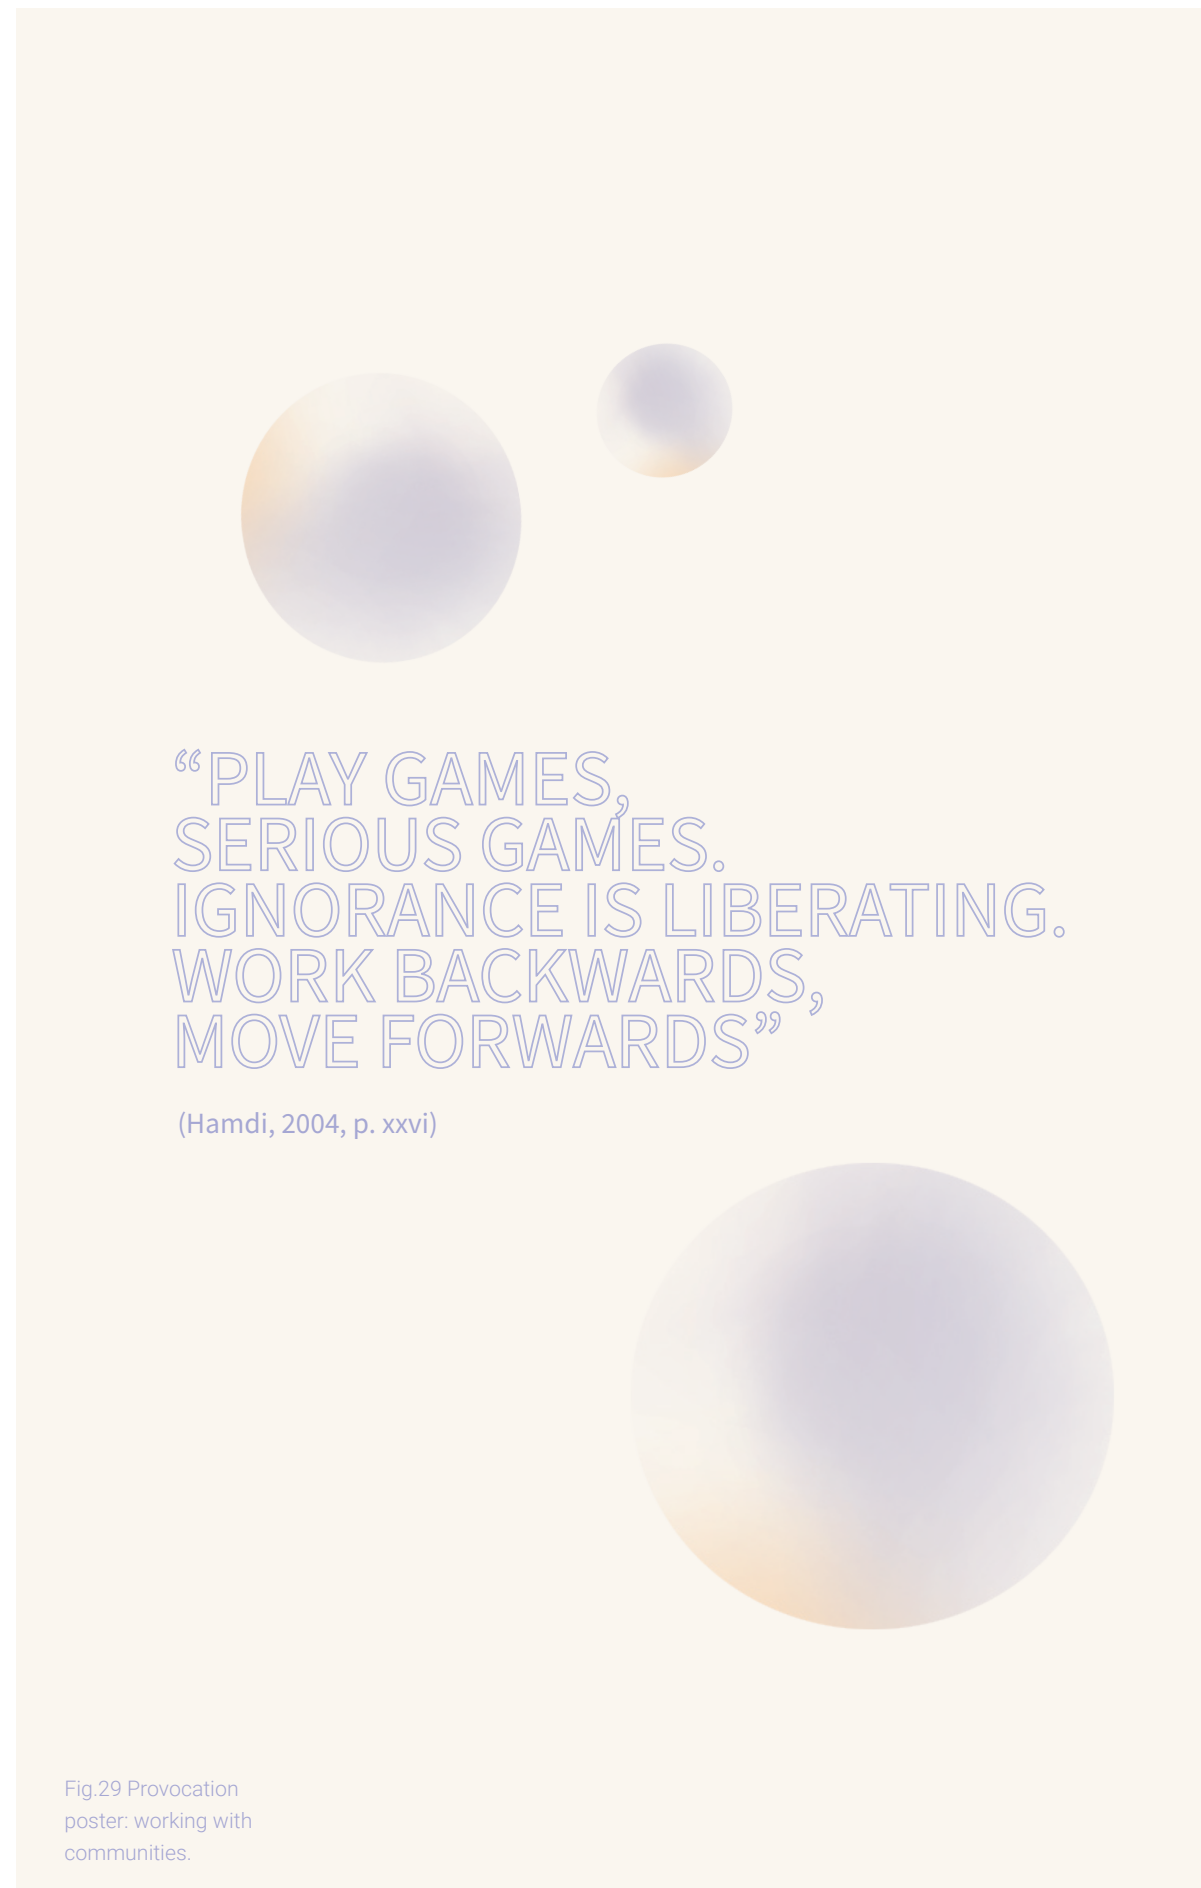 “PLAY GAMES,
SERIOUS GAMES.
IGNORANCE IS LIBERATING.
WORK BACKWARDS,
MOVE FORWARDS”
(Hamdi, 2004, p. xxvi)
Fig.29 Provocation
poster: working with
communities.